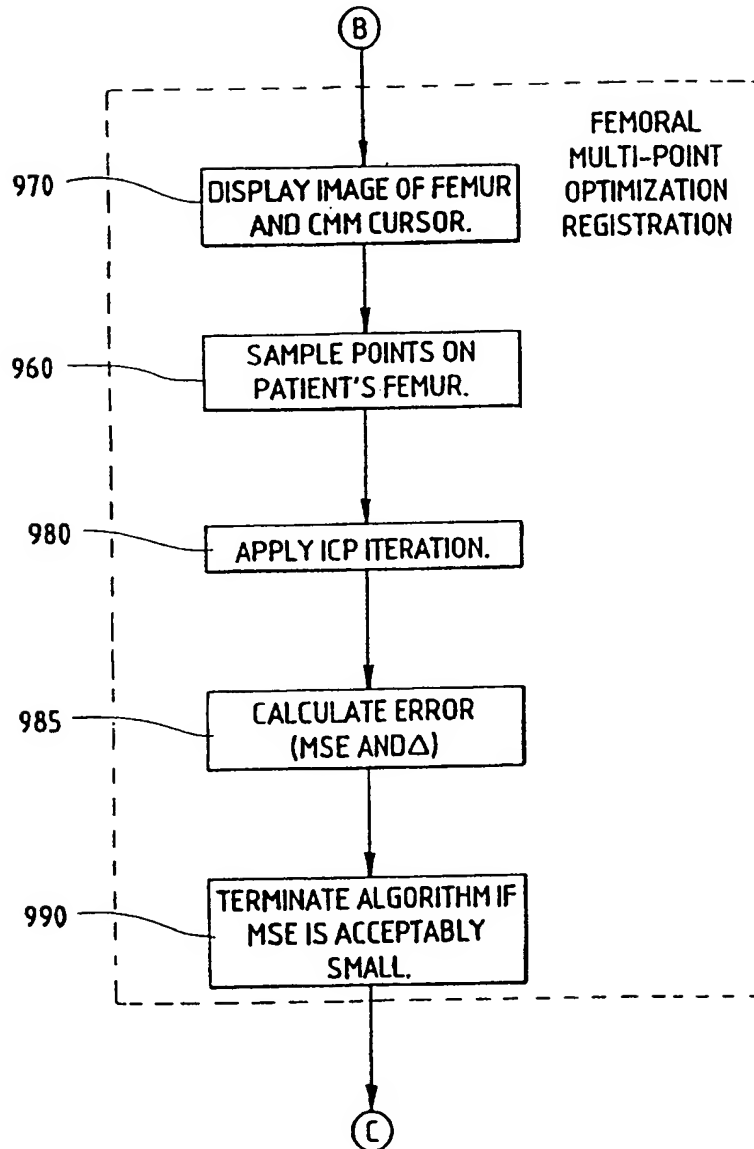 B
FEMORAL
MULTI-POINT
OPTIMIZATION
REGISTRATION
970
DISPLAY IMAGE OF FEMUR
AND CMM CURSOR.
960
SAMPLE POINTS ON
PATIENT'S FEMUR.
980
APPLY ICP ITERATION.
985
CALCULATE ERROR
(MSE AND Δ)
990
TERMINATE ALGORITHM IF
MSE IS ACCEPTABLY
SMALL.
C